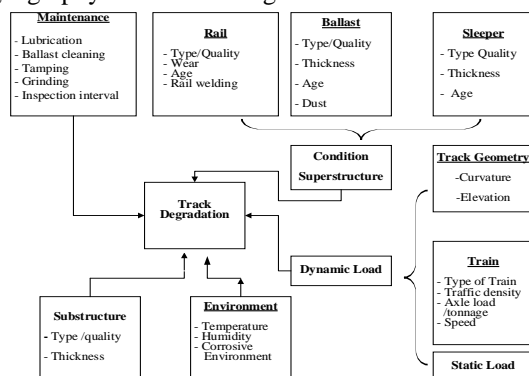 Maintenance
- Lubrication
- Ballast cleaning
- Tamping
- Grinding
- Inspection interval
Rail
- Type/Quality
- Wear
- Age
- Rail welding
Ballast
- Type/Quality
- Thickness
- Age
- Dust
Sleeper
- Type Quality
- Thickness
- Age
Condition
Superstructure
Track Geometry
-Curvature
-Elevation
Track
Degradation
Dynamic Load
Train
- Type of Train
- Traffic density
- Axle load
/tonnage
- Speed
Substructure
- Type /quality
- Thickness
Environment
- Temperature
- Humidity
- Corrosive
Environment
Static Load